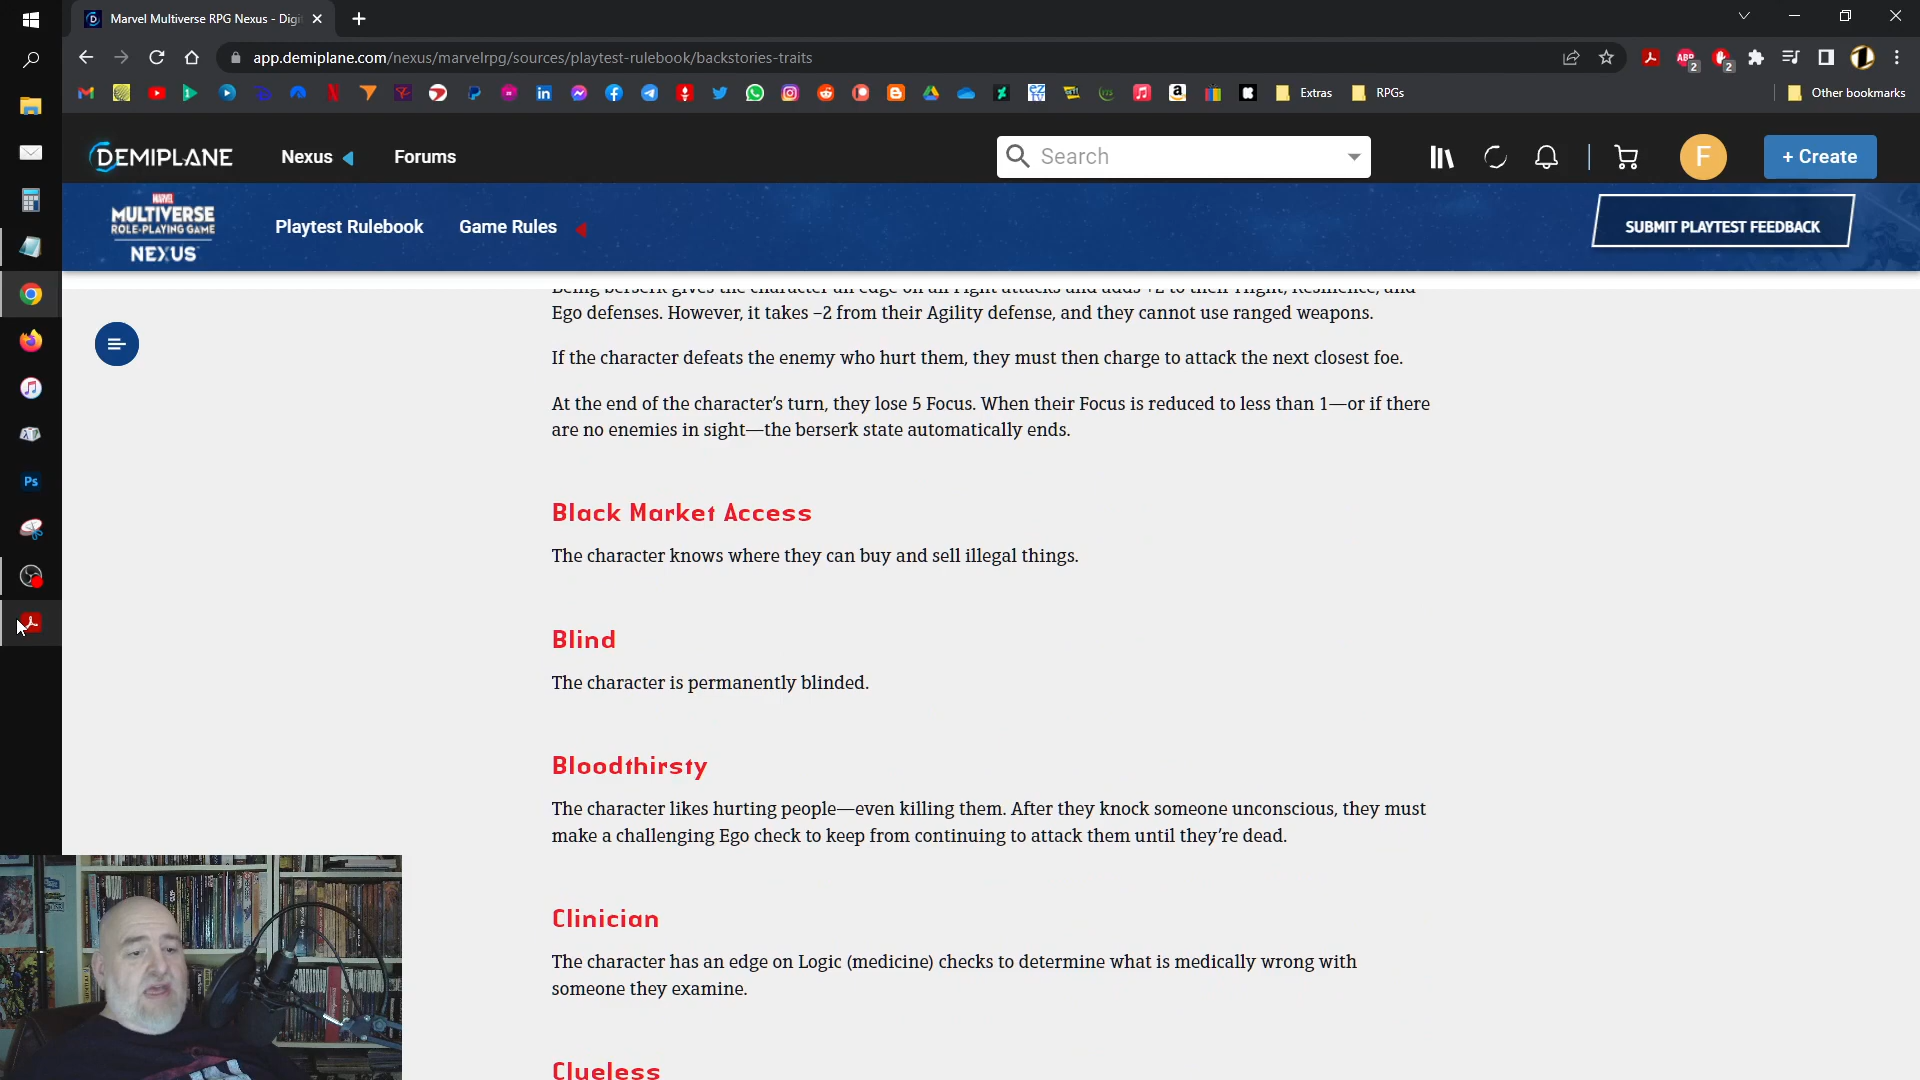 Marvel Multiverse RPG Nexus - Digi
app.demiplane.com/nexus/marvelrpg/sources/playtest-rulebook/backstories-traits
ABP
2
2
Extras
RPGs
Other bookmarks
DEMIPLANE
Nexus
Forums
Search
F
+ Create
MARVEL
MULTIVERSE
ROLE-PLAYING GAME
NEXUS
Playtest Rulebook
Game Rules
SUBMIT PLAYTEST FEEDBACK
Being berserk gives the character an edge on all Fight attacks and adds +2 to their Might, Resilience, and
Ego defenses. However, it takes –2 from their Agility defense, and they cannot use ranged weapons.
If the character defeats the enemy who hurt them, they must then charge to attack the next closest foe.
At the end of the character’s turn, they lose 5 Focus. When their Focus is reduced to less than 1—or if there
are no enemies in sight—the berserk state automatically ends.
Black Market Access
The character knows where they can buy and sell illegal things.
Blind
The character is permanently blinded.
Bloodthirsty
The character likes hurting people—even killing them. After they knock someone unconscious, they must
make a challenging Ego check to keep from continuing to attack them until they’re dead.
Clinician
The character has an edge on Logic (medicine) checks to determine what is medically wrong with
someone they examine.
Clueless
Ps